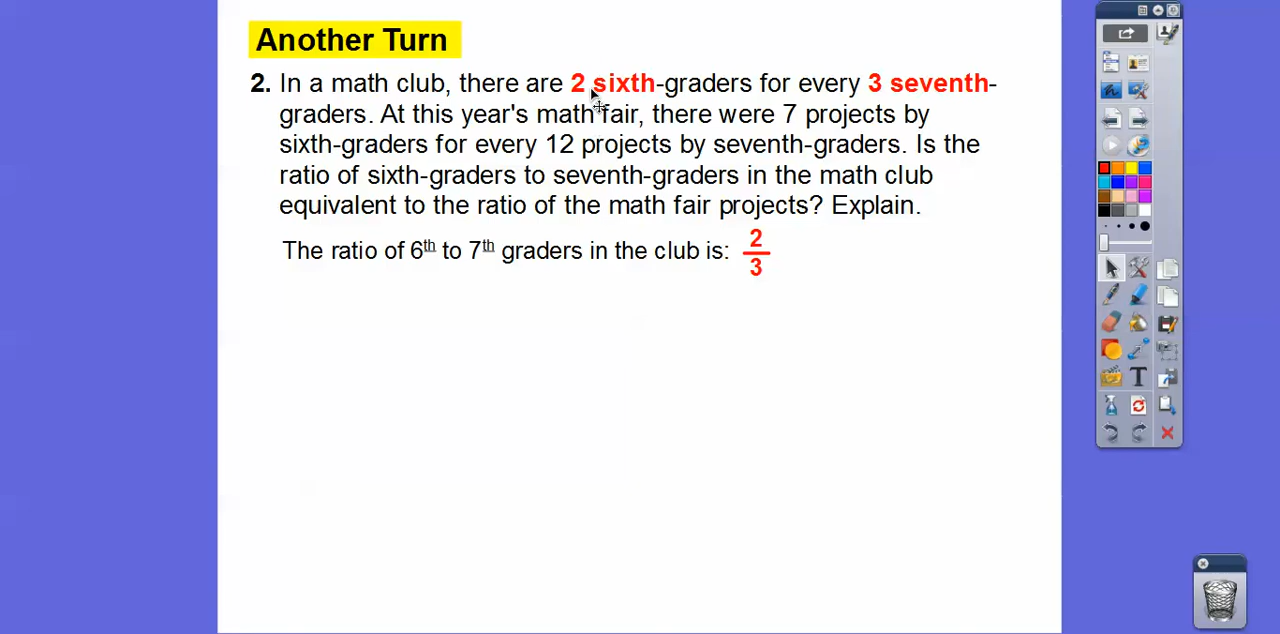 Another Turn
2. In a math club, there are 2 sixth-graders for every 3 seventh-
graders. At this year's math fair, there were 7 projects by
sixth-graders for every 12 projects by seventh-graders. Is the
ratio of sixth-graders to seventh-graders in the math club
equivalent to the ratio of the math fair projects? Explain.
The ratio of 6th to 7th graders in the club is: 2/3